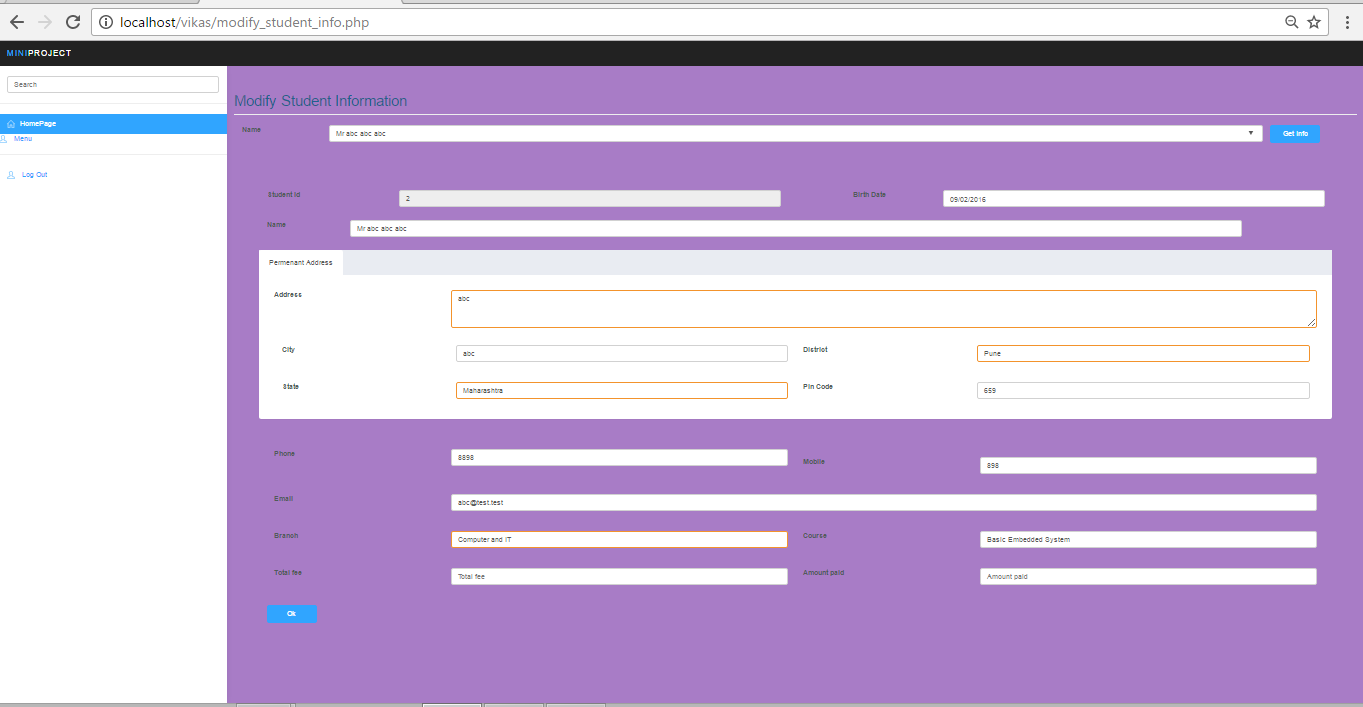 localhost/vikas/modify_student_info.php
MINIPROJECT
Search
HomePage
Menu
Log Out
Modify Student Information
Name Mr abc abc abc Get Info
Student Id 2 Birth Date 09/02/2016
Name Mr abc abc abc
Permenant Address
Address abc
City abc District Pune
State Maharashtra Pin Code 659
Phone 8898 Mobile 898
Email abc@test.test
Branch Computer and IT Course Basic Embedded System
Total fee Total fee Amount paid Amount paid
Ok